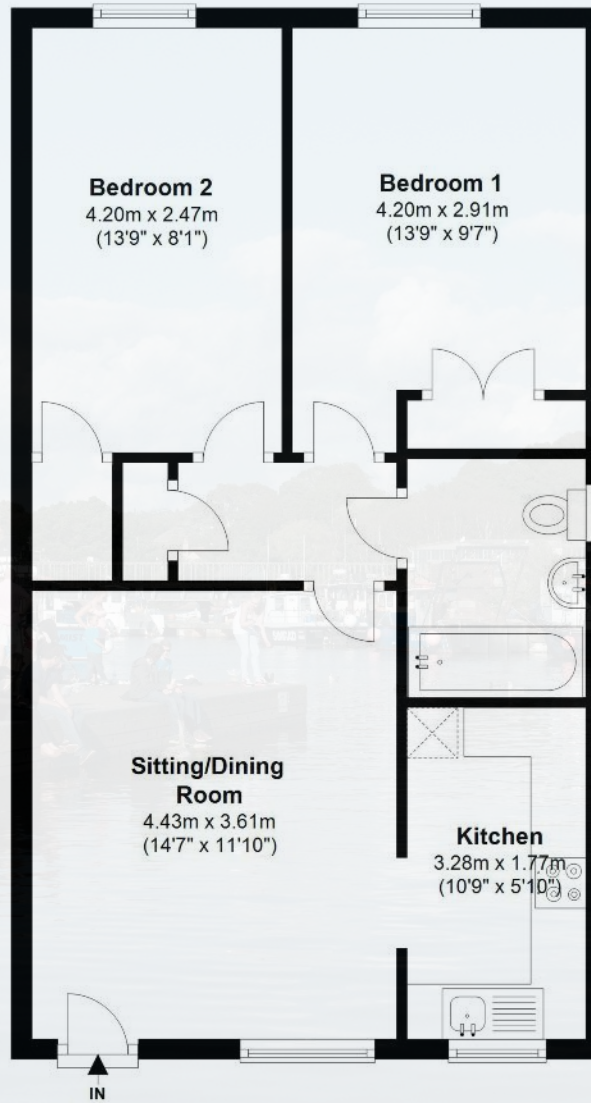 Bedroom 2
4.20m x 2.47m
(13'9" x 8'1")
Bedroom 1
4.20m x 2.91m
(13'9" x 9'7")
Sitting/Dining
Room
4.43m x 3.61m
(14'7" x 11'10")
Kitchen
3.28m x 1.77m
(10'9" x 5'10")
IN